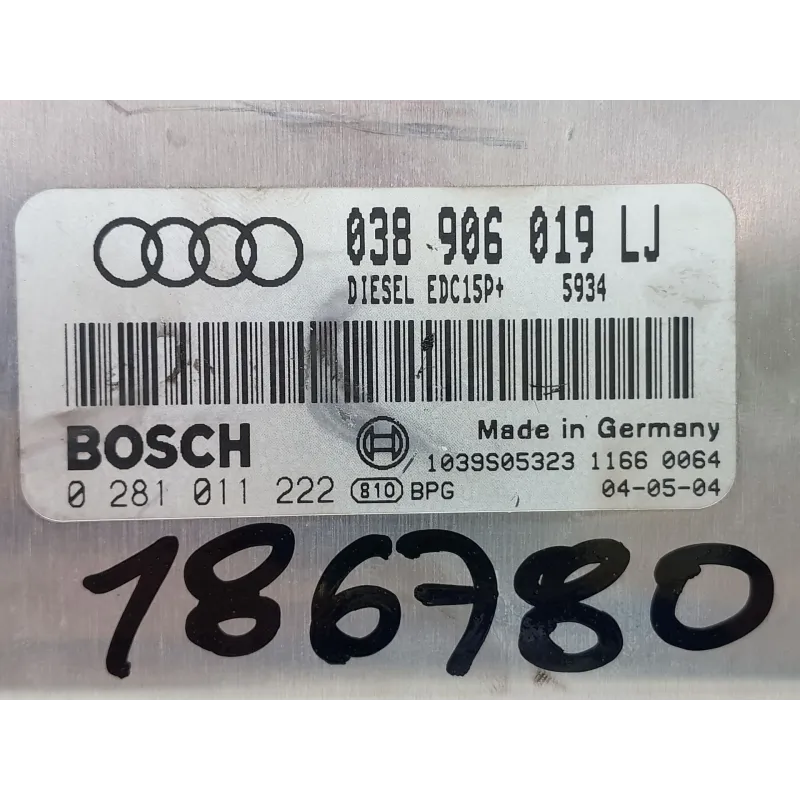 038 906 019 LJ
DIESEL EDC15P+ 5934
BOSCH
Made in Germany
1039S05323 1166 0064
0 281 011 222 810 BPG 04-05-04
186780